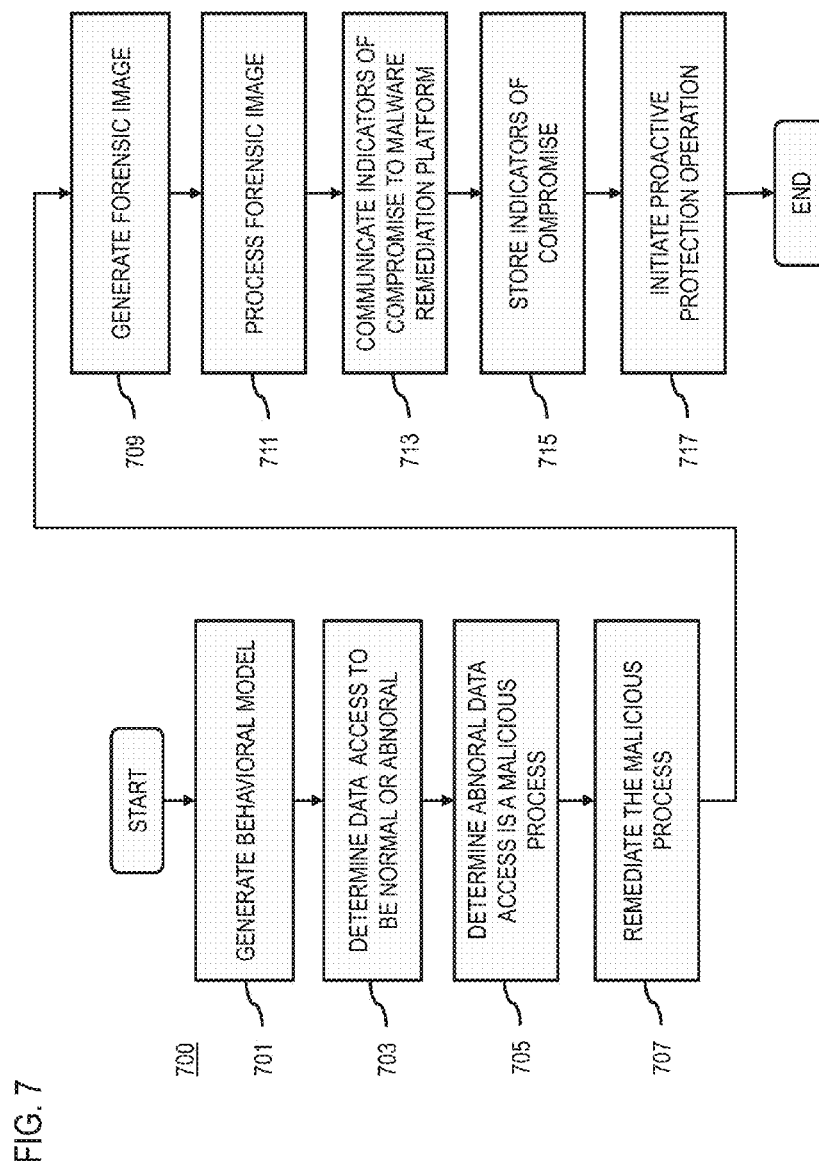 FIG. 7
700
START
GENERATE BEHAVIORAL MODEL
701
DETERMINE DATA ACCESS TO
BE NORMAL OR ABNORAL
703
DETERMINE ABNORAL DATA
ACCESS IS A MALICIOUS
PROCESS
705
REMEDIATE THE MALICIOUS
PROCESS
707
GENERATE FORENSIC IMAGE
709
PROCESS FORENSIC IMAGE
711
COMMUNICATE INDICATORS OF
COMPROMISE TO MALWARE
REMEDIATION PLATFORM
713
STORE INDICATORS OF
COMPROMISE
715
INITIATE PROACTIVE
PROTECTION OPERATION
717
END